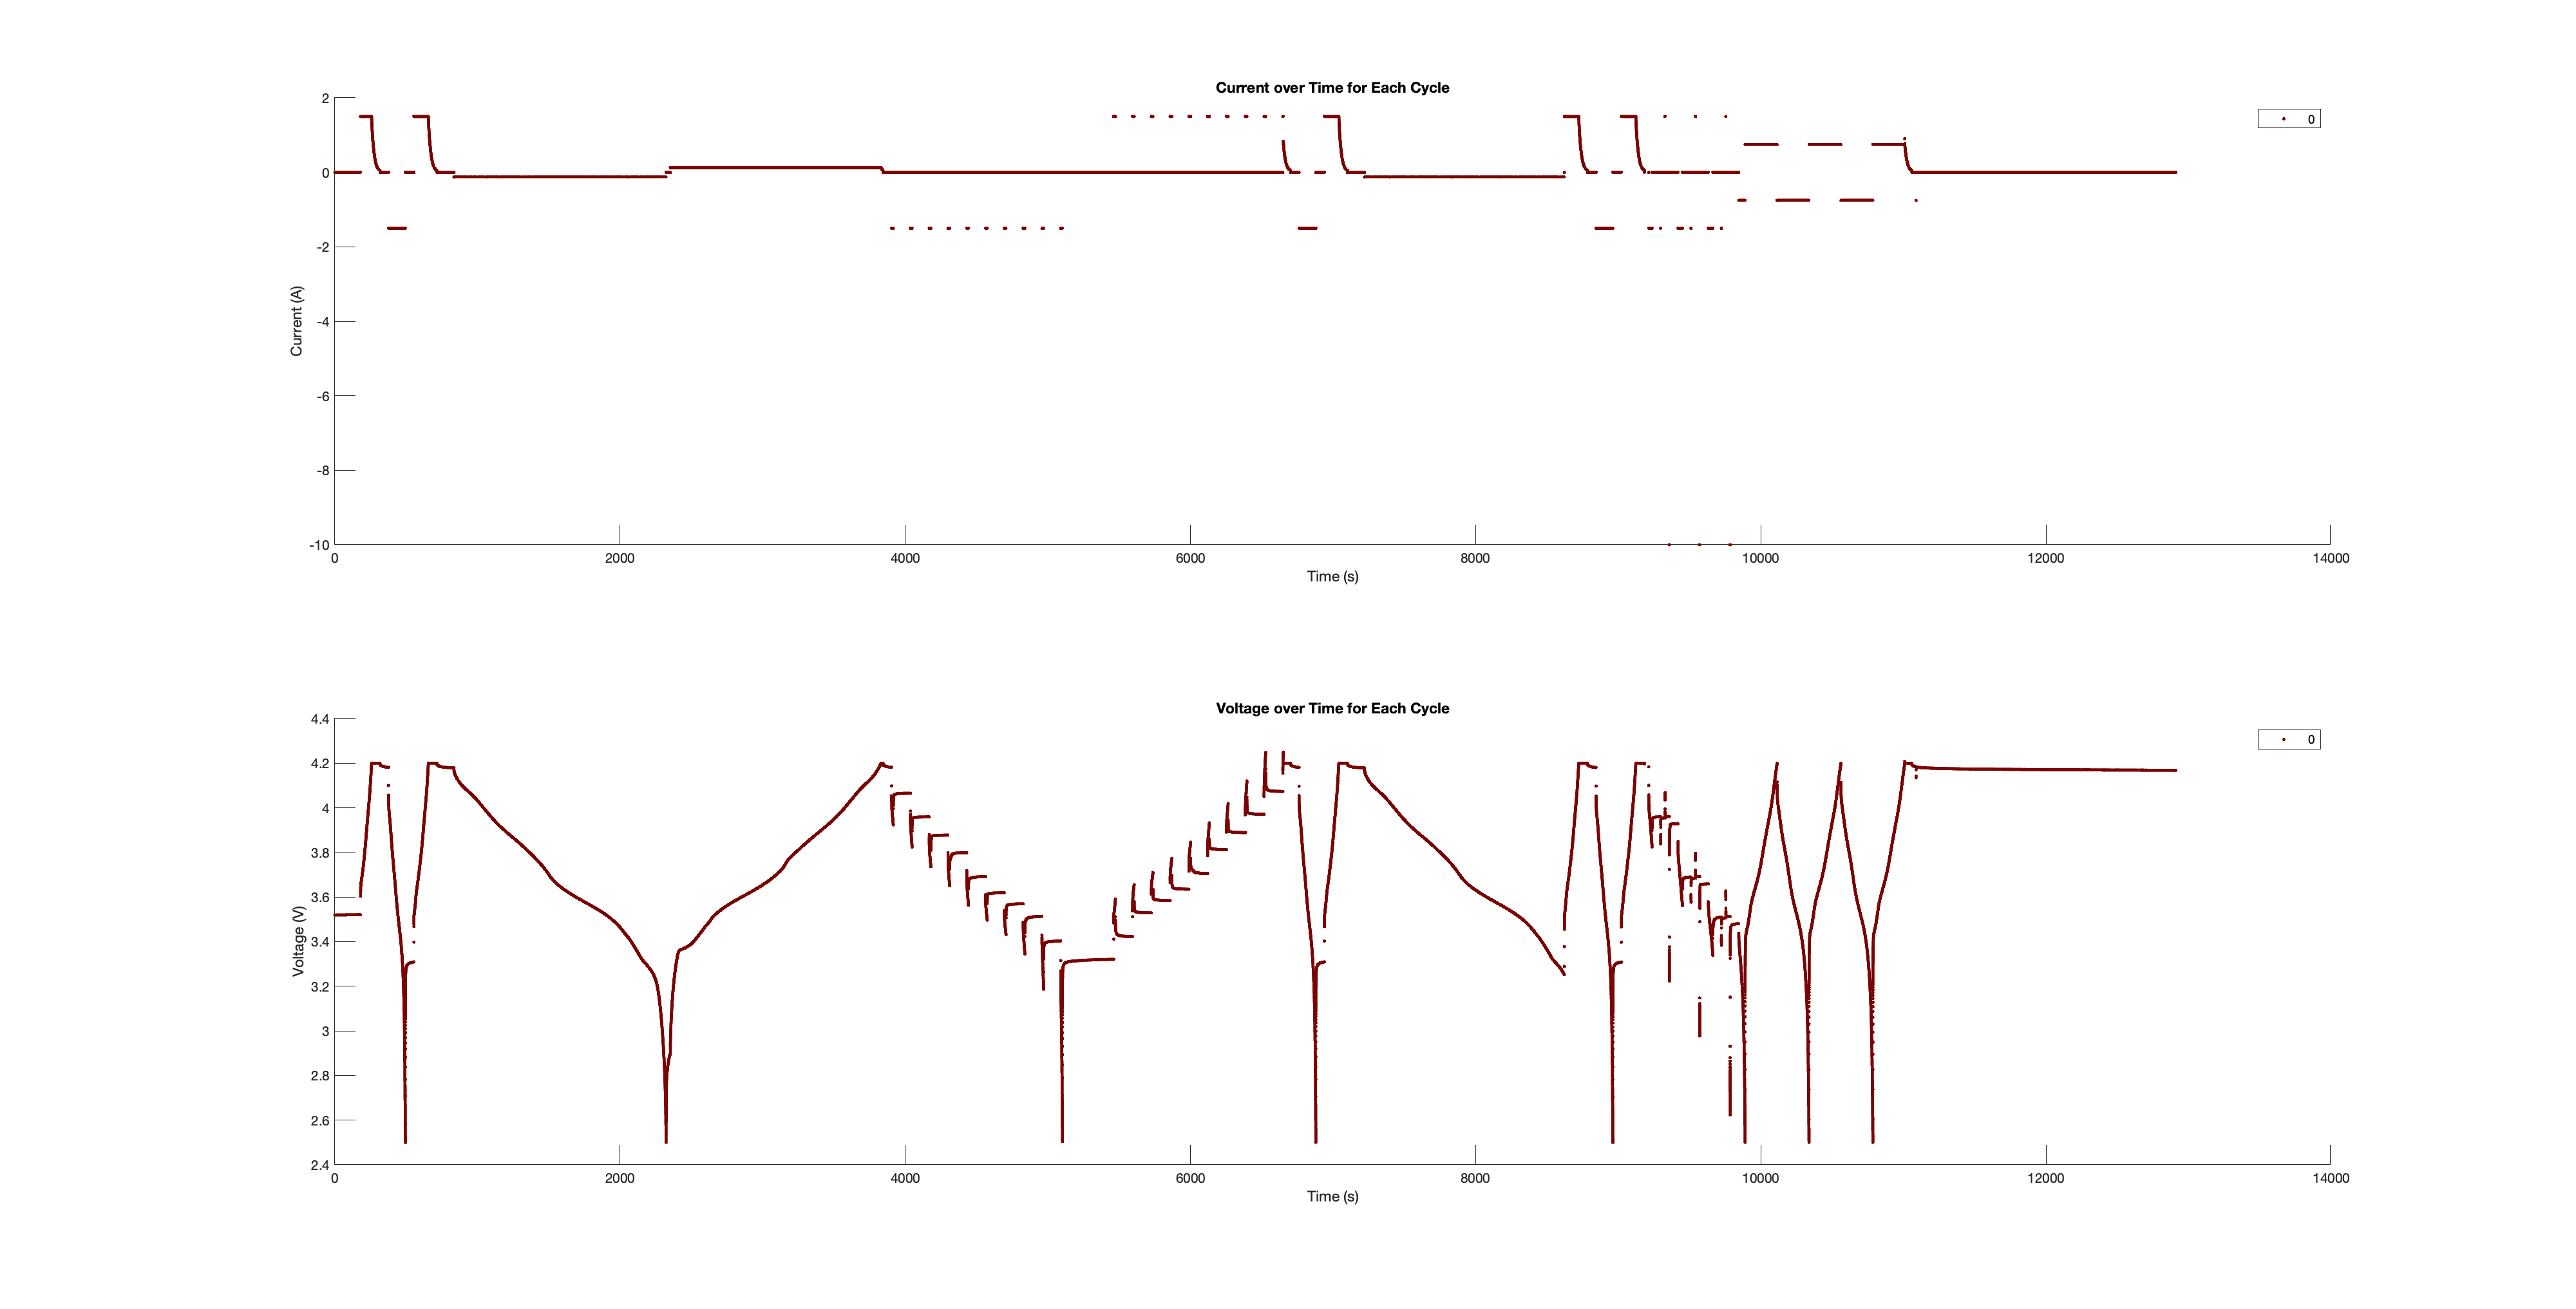 Current over Time for Each Cycle
2
0
-2
-4
-6
-8
-10
Current (A)
0
0 2000 4000 6000 8000 10000 12000 14000
Time (s)
Voltage over Time for Each Cycle
4.4
4.2
4
3.8
3.6
3.4
3.2
3
2.8
2.6
2.4
Voltage (V)
0
0 2000 4000 6000 8000 10000 12000 14000
Time (s)